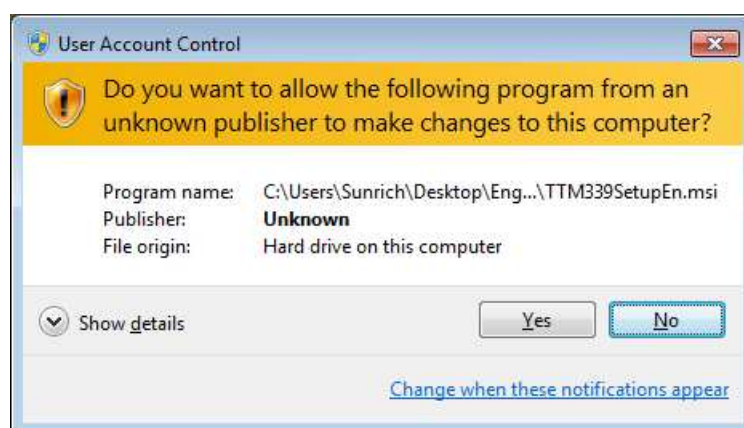 User Account Control
Do you want to allow the following program from an
unknown publisher to make changes to this computer?
Program name: C:\Users\Sunrich\Desktop\Eng...\TTM339SetupEn.msi
Publisher: Unknown
File origin: Hard drive on this computer
Show details
Yes
No
Change when these notifications appear